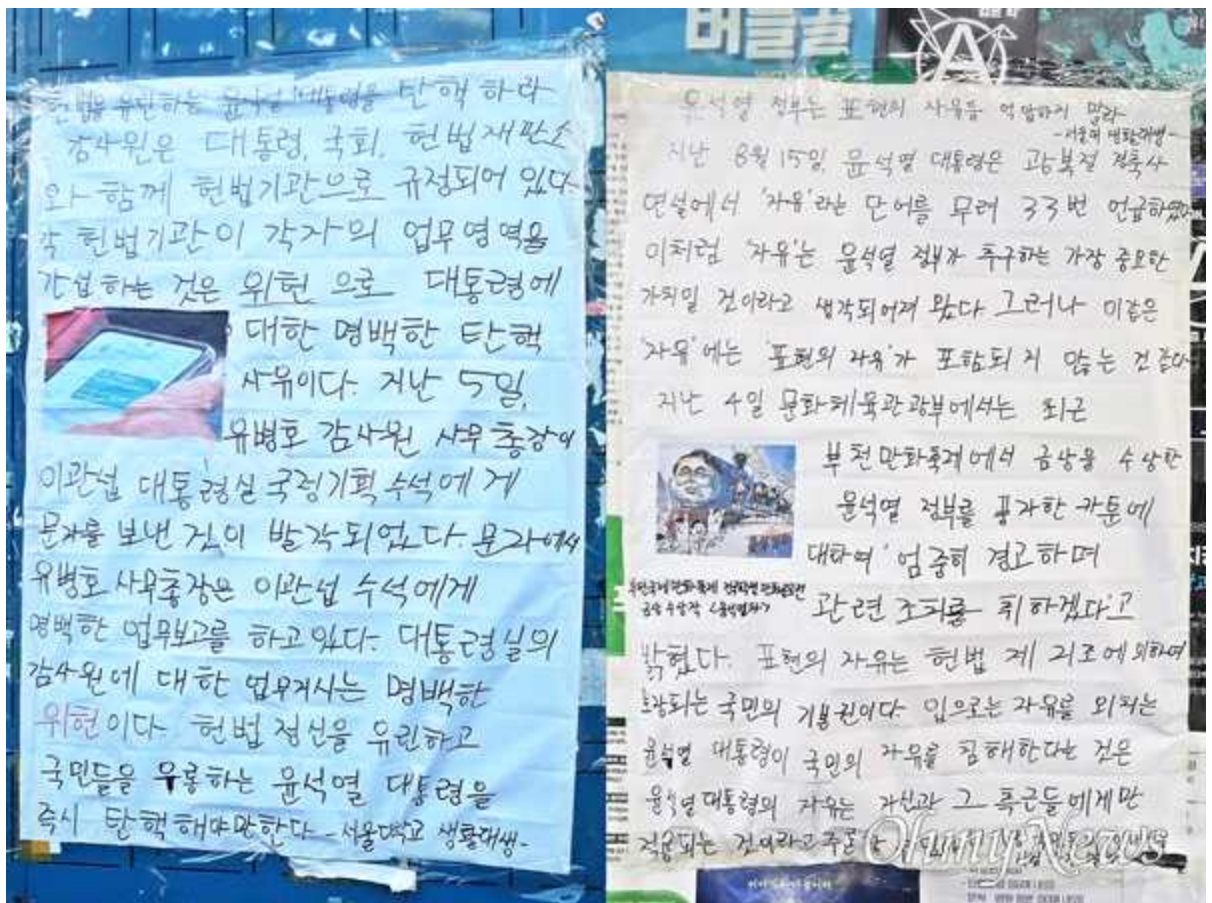 버들골
헌법을 유린하는 윤석열 대통령을 탄핵 하라
감사원은 대통령, 국회, 헌법재판소
와 함께 헌법기관으로 규정되어 있다
각 헌법기관이 각자의 업무영역을
간섭하는 것은 위헌 으로 대통령에
대한 명백한 탄핵
사유이다. 지난 5일,
유병호 감사원 사무총장이
이관섭 대통령실 국정기획 수석에게
문자를 보낸 것이 발각되었다. 문자에서
유병호 사무총장은 이관섭 수석에게
명백한 업무보고를 하고있다. 대통령실의
감사원에 대한 업무지시는 명백한
위헌이다. 헌법 정신을 유린하고
국민들을 우롱하는 윤석열 대통령을
즉시 탄핵해야만한다 -서울대학교 생활대생-
윤석열 정부는 표현의 자유를 억압하지 말라
-서울대 생활대생-
지난 8월 15일, 윤석열 대통령은 광복절 경축사
연설에서 '자유'라는 단어를 무려 33번 언급하였다
이처럼 '자유'는 윤석열 정부가 추구하는 가장 중요한
가치일 것이라고 생각되어져 왔다. 그러나 이같은
'자유'에는 '표현의 자유'가 포함되지 않는 것 같다
지난 4일 문화체육관광부에서는 최근
부천만화축제에서 금상을 수상한
윤석열 정부를 풍자한 카툰에
대하여 '엄중히 경고하며
관련 조치를 취하겠다'고
금상 수상작 <윤석열차>
밝혔다. 표현의 자유는 헌법 제 21조에 의하여
보장되는 국민의 기본권이다. 입으로는 자유를 외치는
윤석열 대통령이 국민의 자유를 침해한다는 것은
윤석열 대통령의 자유는 자신과 그 측근들에게만
적용되는 것이라고
OhmyNews